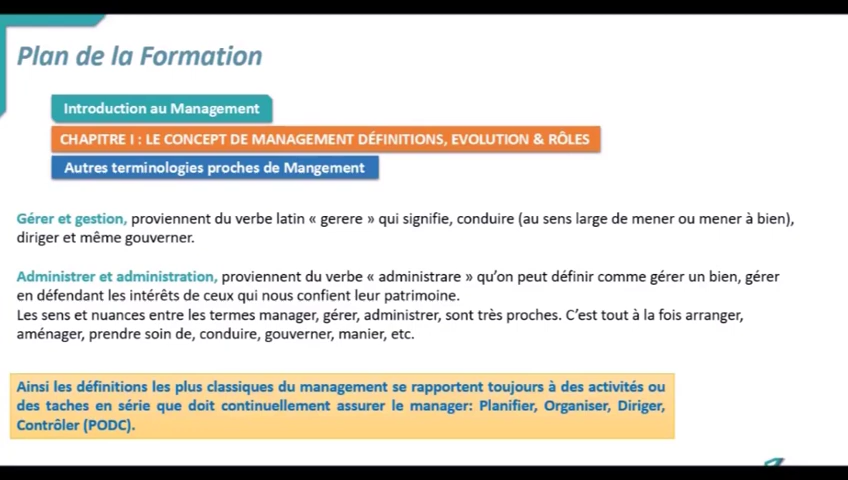 Plan de la Formation
Introduction au Management
CHAPITRE I : LE CONCEPT DE MANAGEMENT DÉFINITIONS, EVOLUTION & RÔLES
Autres terminologies proches de Mangement
Gérer et gestion, proviennent du verbe latin « gerere » qui signifie, conduire (au sens large de mener ou mener à bien),
diriger et même gouverner.
Administrer et administration, proviennent du verbe « administrare » qu'on peut définir comme gérer un bien, gérer
en défendant les intérêts de ceux qui nous confient leur patrimoine.
Les sens et nuances entre les termes manager, gérer, administrer, sont très proches. C'est tout à la fois arranger,
aménager, prendre soin de, conduire, gouverner, manier, etc.
Ainsi les définitions les plus classiques du management se rapportent toujours à des activités ou
des taches en série que doit continuellement assurer le manager: Planifier, Organiser, Diriger,
Contrôler (PODC).